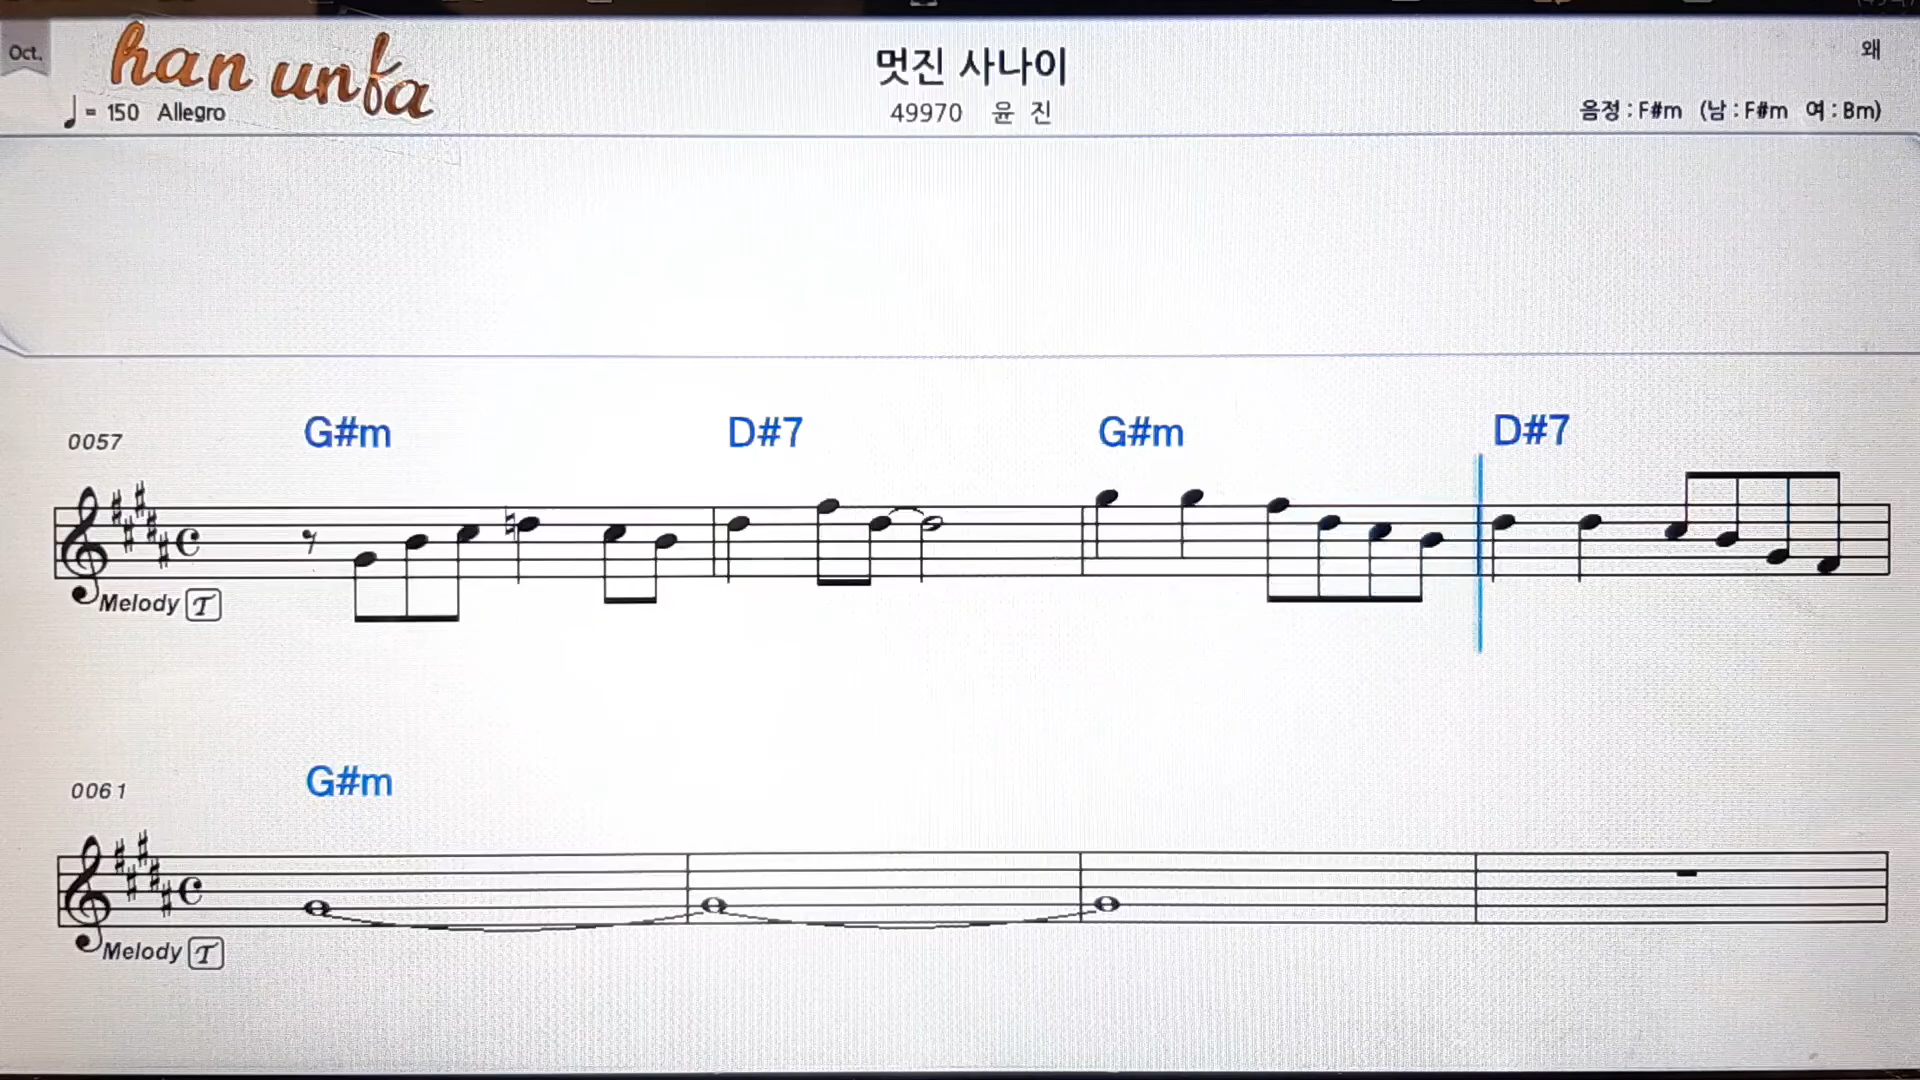 Oct.
han unfa
멋진 사나이
왜
♩= 150 Allegro
49970 윤 진
음정 : F#m (남 : F#m 여 : Bm)
0057
G#m D#7 G#m D#7
Melody T
0061
G#m
Melody T